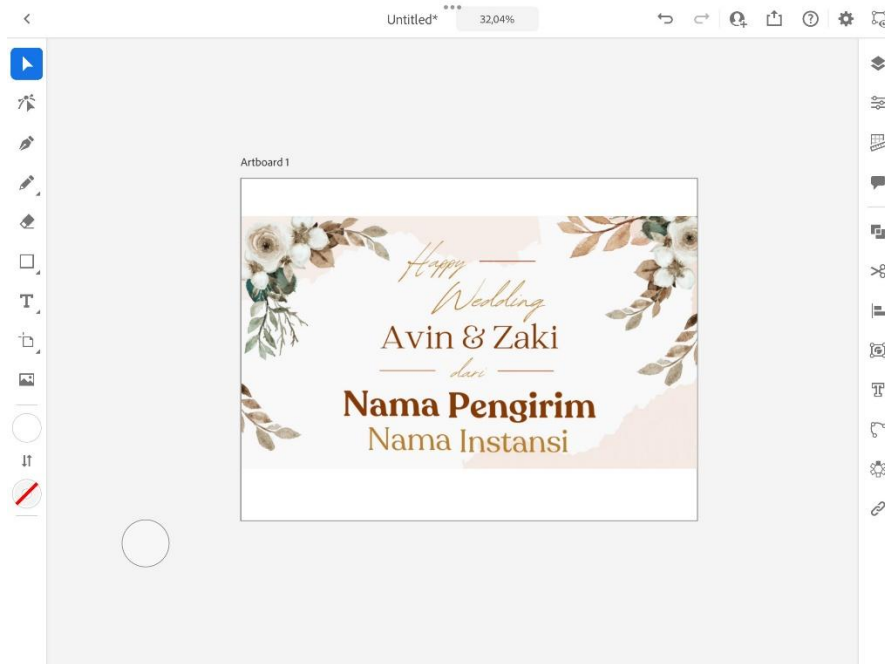 Untitled*
32,04%
Artboard 1
Happy
Wedding
Avin & Zaki
dari
Nama Pengirim
Nama Instansi